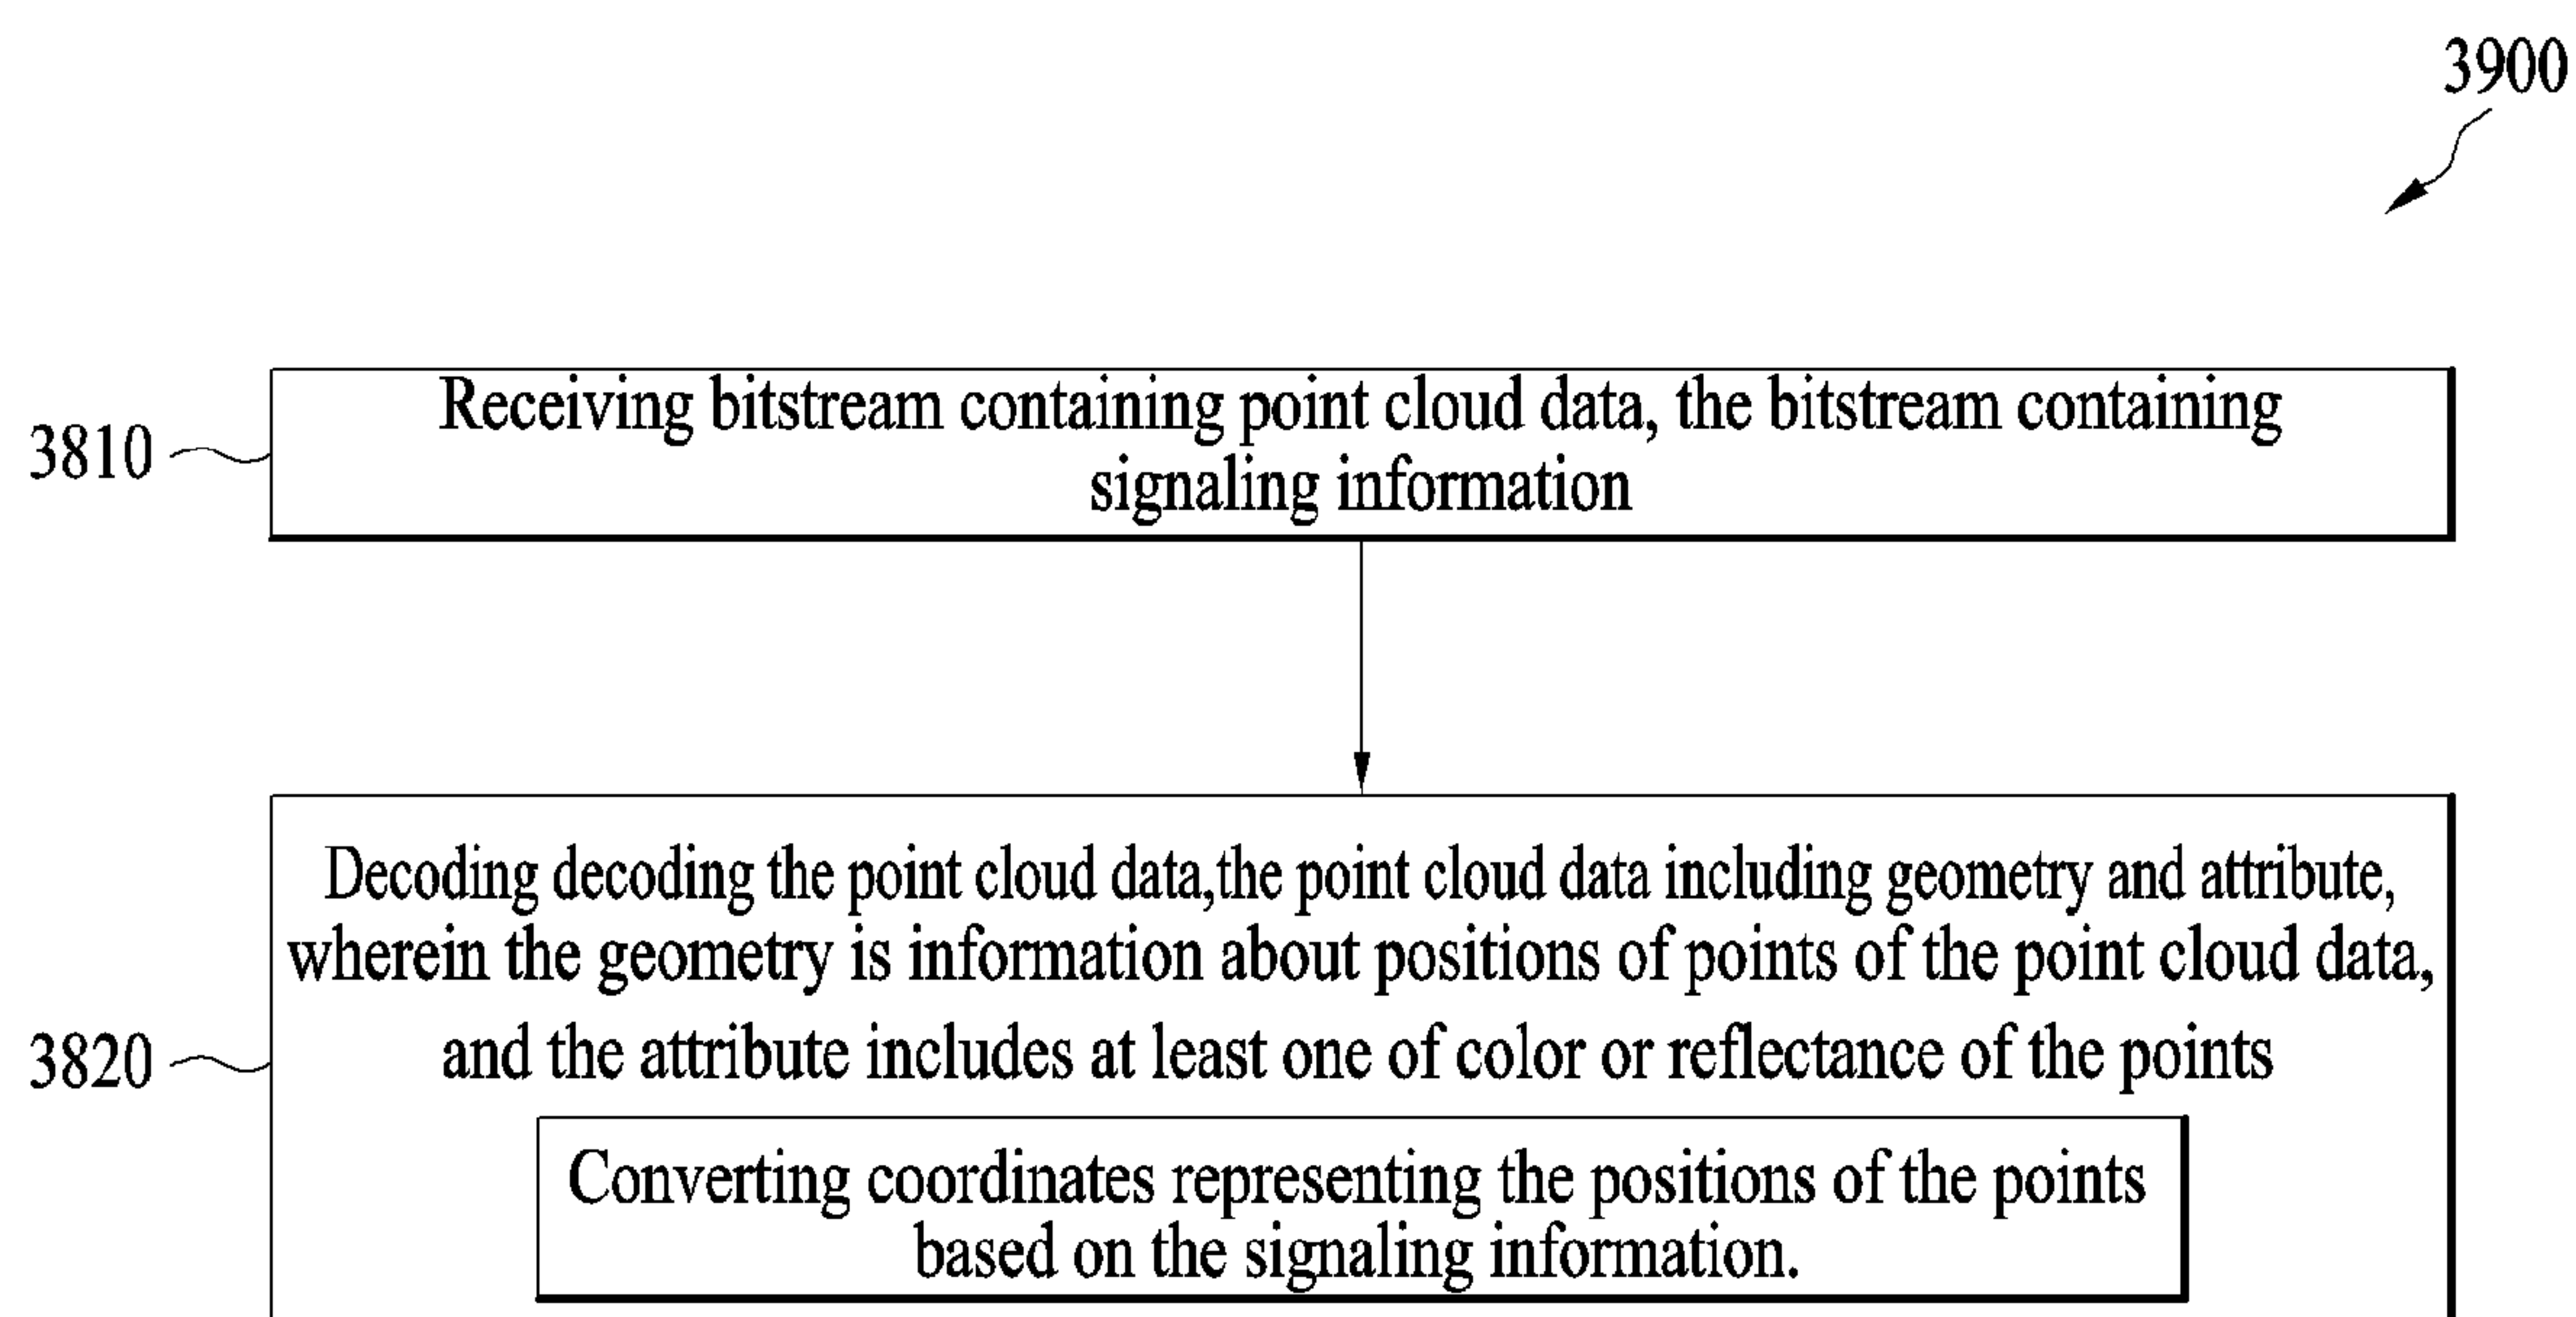 3900
Receiving bitstream containing point cloud data, the bitstream containing
signaling information
3810
Decoding decoding the point cloud data,the point cloud data including geometry and attribute,
wherein the geometry is information about positions of points of the point cloud data,
and the attribute includes at least one of color or reflectance of the points
3820
Converting coordinates representing the positions of the points
based on the signaling information.